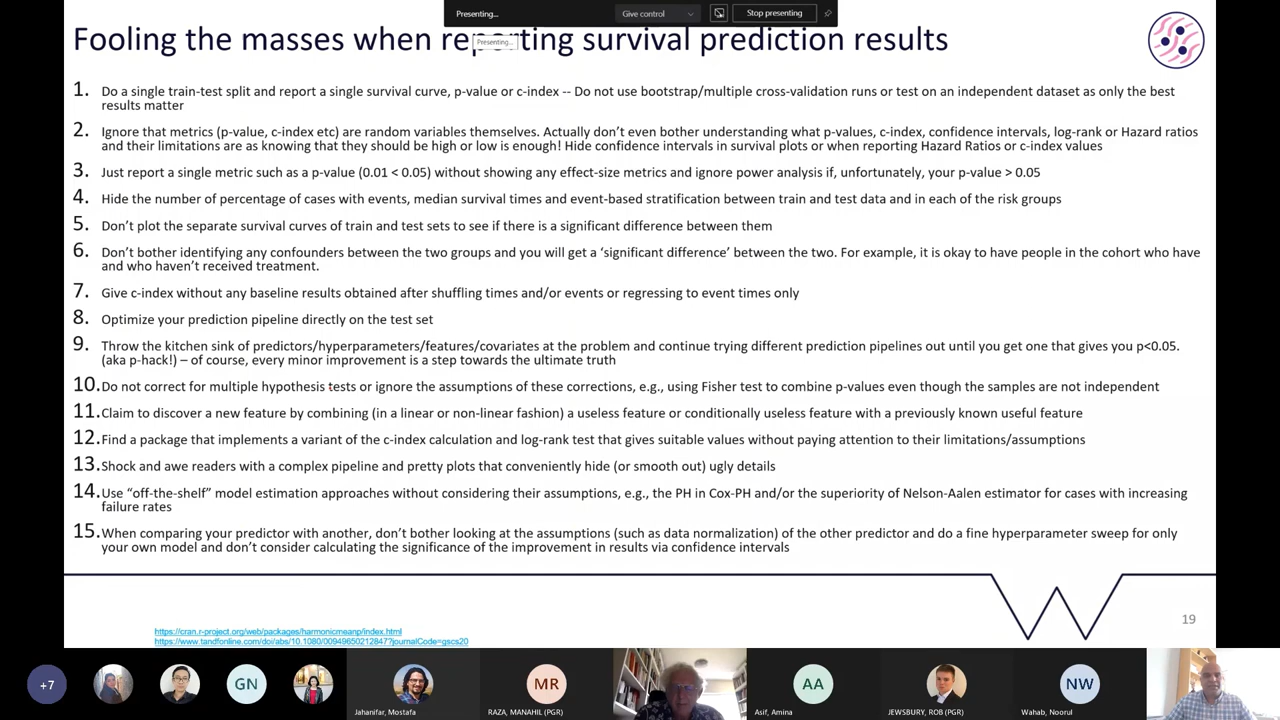 Presenting...
Give control
Stop presenting
Fooling the masses when reporting survival prediction results
Presenting...
1. Do a single train-test split and report a single survival curve, p-value or c-index -- Do not use bootstrap/multiple cross-validation runs or test on an independent dataset as only the best
results matter
2. Ignore that metrics (p-value, c-index etc) are random variables themselves. Actually don't even bother understanding what p-values, c-index, confidence intervals, log-rank or Hazard ratios
and their limitations are as knowing that they should be high or low is enough! Hide confidence intervals in survival plots or when reporting Hazard Ratios or c-index values
3. Just report a single metric such as a p-value (0.01 < 0.05) without showing any effect-size metrics and ignore power analysis if, unfortunately, your p-value > 0.05
4. Hide the number of percentage of cases with events, median survival times and event-based stratification between train and test data and in each of the risk groups
5. Don't plot the separate survival curves of train and test sets to see if there is a significant difference between them
6. Don't bother identifying any confounders between the two groups and you will get a 'significant difference' between the two. For example, it is okay to have people in the cohort who have
and who haven't received treatment.
7. Give c-index without any baseline results obtained after shuffling times and/or events or regressing to event times only
8. Optimize your prediction pipeline directly on the test set
9. Throw the kitchen sink of predictors/hyperparameters/features/covariates at the problem and continue trying different prediction pipelines out until you get one that gives you p<0.05.
(aka p-hack!) – of course, every minor improvement is a step towards the ultimate truth
10. Do not correct for multiple hypothesis tests or ignore the assumptions of these corrections, e.g., using Fisher test to combine p-values even though the samples are not independent
11. Claim to discover a new feature by combining (in a linear or non-linear fashion) a useless feature or conditionally useless feature with a previously known useful feature
12. Find a package that implements a variant of the c-index calculation and log-rank test that gives suitable values without paying attention to their limitations/assumptions
13. Shock and awe readers with a complex pipeline and pretty plots that conveniently hide (or smooth out) ugly details
14. Use "off-the-shelf" model estimation approaches without considering their assumptions, e.g., the PH in Cox-PH and/or the superiority of Nelson-Aalen estimator for cases with increasing
failure rates
15. When comparing your predictor with another, don't bother looking at the assumptions (such as data normalization) of the other predictor and do a fine hyperparameter sweep for only
your own model and don't consider calculating the significance of the improvement in results via confidence intervals
19
https://cran.r-project.org/web/packages/harmonicmeanp/index.html
https://www.tandfonline.com/doi/abs/10.1080/00949650212847?journalCode=gscs20
+7
GN
MR
AA
NW
Jahanifar, Mostafa
RAZA, MANAHIL (PGR)
Asif, Amina
JEWSBURY, ROB (PGR)
Wahab, Noorul